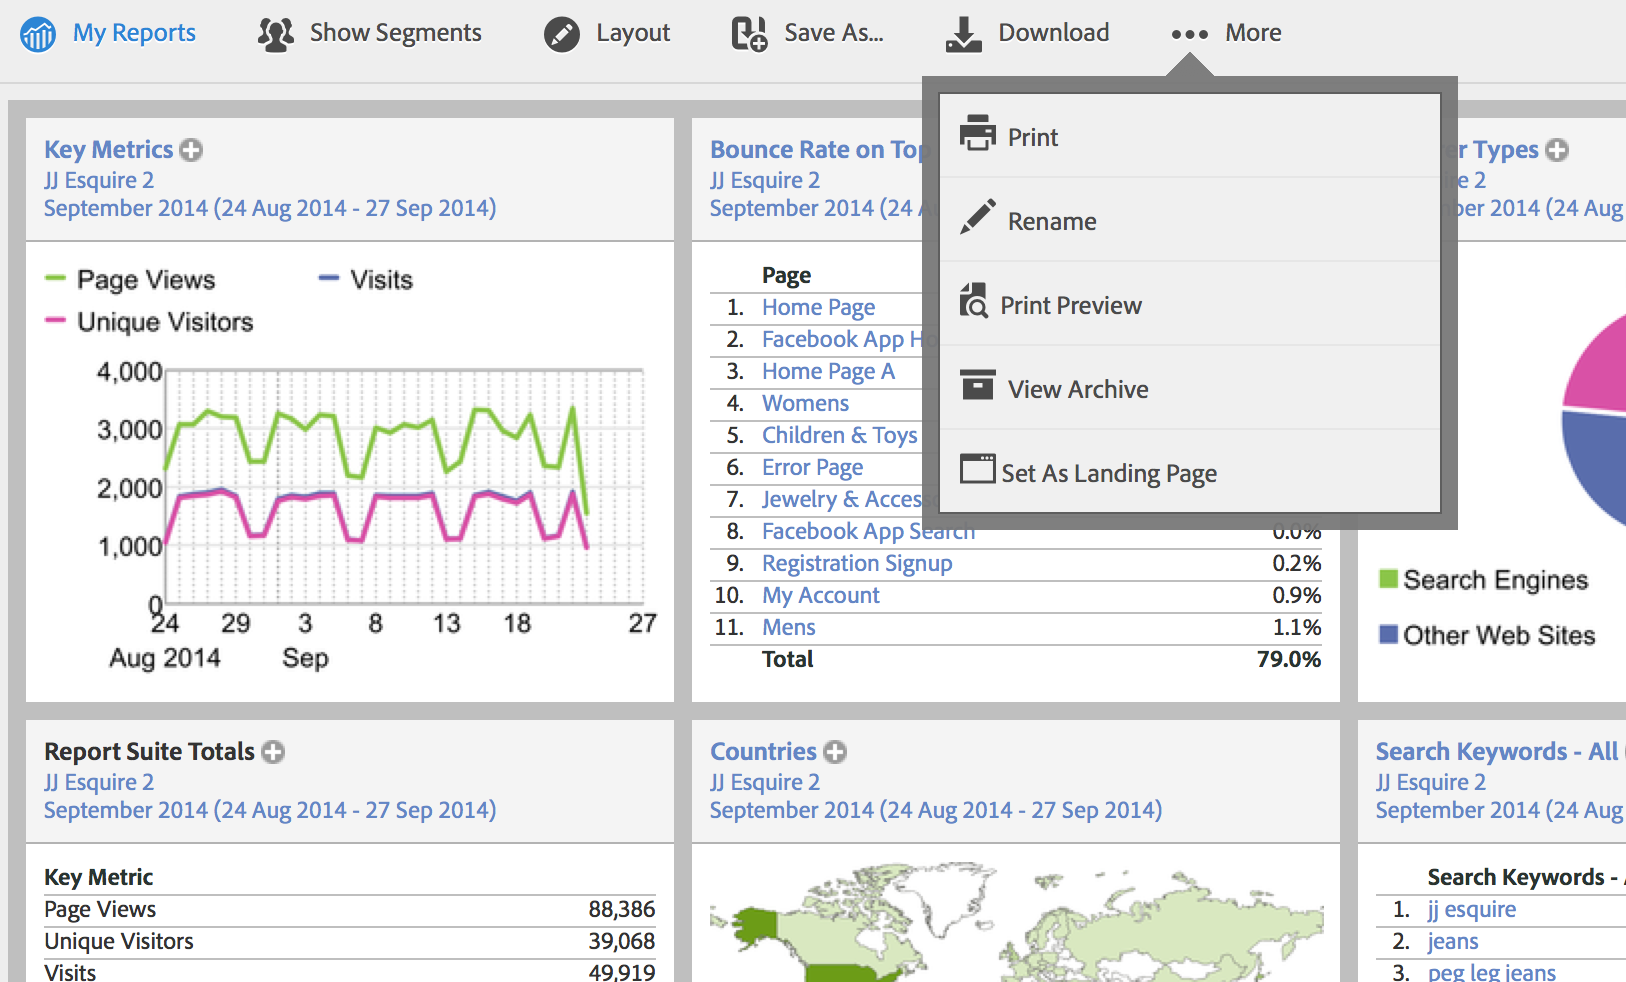 My Reports
Show Segments
Layout
Save As...
Download
More
Print
Rename
Print Preview
View Archive
Set As Landing Page
Key Metrics
JJ Esquire 2
September 2014 (24 Aug 2014 - 27 Sep 2014)
Page Views
Visits
Unique Visitors
4,000
3,000
2,000
1,000
0
24 29 3 8 13 18 27
Aug 2014 Sep
Bounce Rate on Top
JJ Esquire 2
September 2014 (24
Page
1. Home Page
2. Facebook App
3. Home Page A
4. Womens
5. Children & Toys
6. Error Page
7. Jewelry &
8. Facebook App Search 0.0%
9. Registration Signup 0.2%
10. My Account 0.9%
11. Mens 1.1%
Total 79.0%
Types
2
2014 (24 Aug
Search Engines
Other Web Sites
Report Suite Totals
JJ Esquire 2
September 2014 (24 Aug 2014 - 27 Sep 2014)
Key Metric
Page Views 88,386
Unique Visitors 39,068
Visits 49,919
Countries
JJ Esquire 2
September 2014 (24 Aug 2014 - 27 Sep 2014)
Search Keywords - All
JJ Esquire 2
September 2014 (24 Aug
Search Keywords -
1. jj esquire
2. jeans
3. peg leg jeans